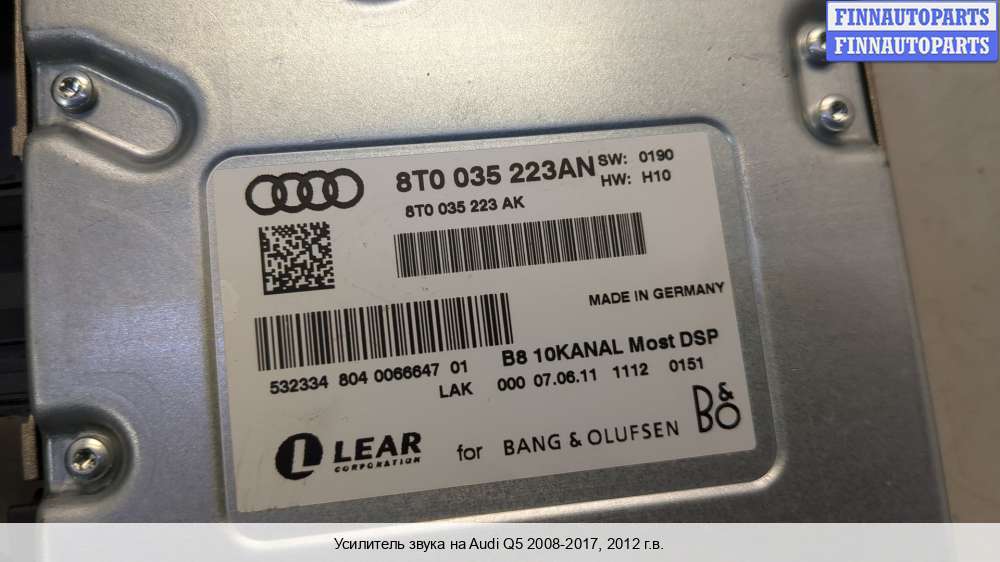 FINNAUTOPARTS
FINNAUTOPARTS
8T0 035 223AN SW: 0190
HW: H10
8T0 035 223 AK
MADE IN GERMANY
B8 10KANAL Most DSP
532334 804 0066647 01
LAK 000 07.06.11 1112 0151
LEAR
CORPORATION
for BANG & OLUFSEN B&O
Усилитель звука на Audi Q5 2008-2017, 2012 г.в.